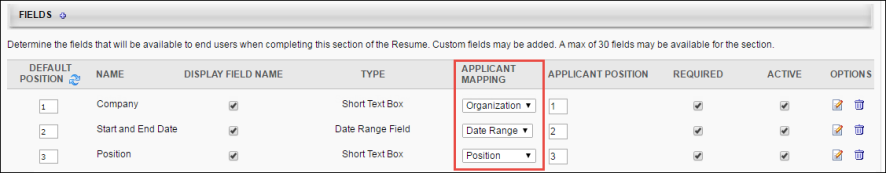 FIELDS
Determine the fields that will be available to end users when completing this section of the Resume. Custom fields may be added. A max of 30 fields may be available for the section.
DEFAULT POSITION NAME DISPLAY FIELD NAME TYPE APPLICANT MAPPING APPLICANT POSITION REQUIRED ACTIVE OPTIONS
1 Company Short Text Box Organization 1
2 Start and End Date Date Range Field Date Range 2
3 Position Short Text Box Position 3